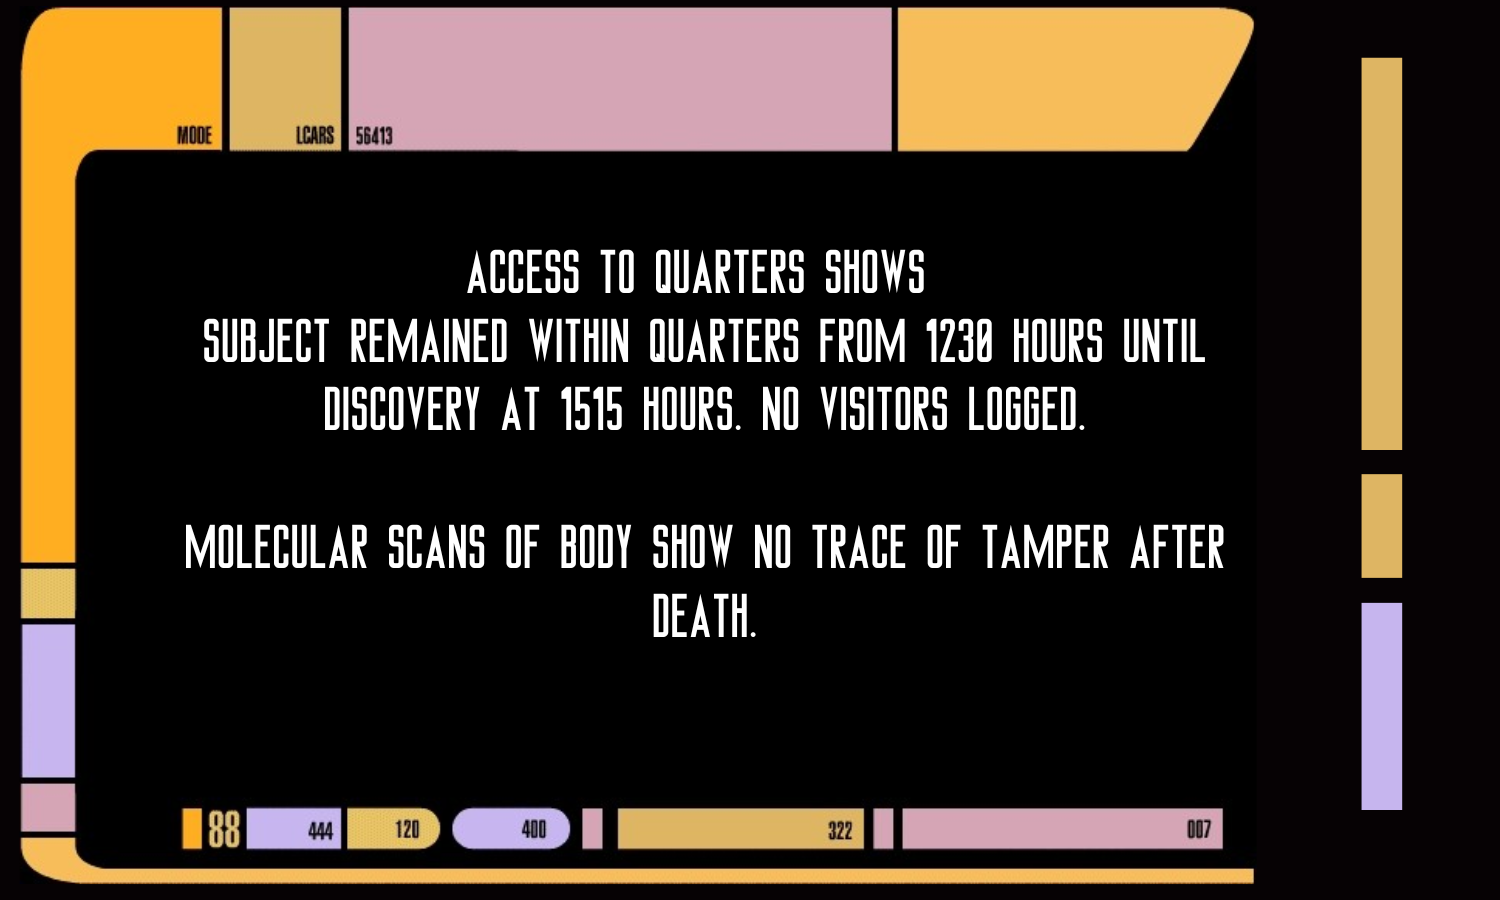 MODE LCARS 56413
ACCESS TO QUARTERS SHOWS
SUBJECT REMAINED WITHIN QUARTERS FROM 1230 HOURS UNTIL
DISCOVERY AT 1515 HOURS. NO VISITORS LOGGED.
MOLECULAR SCANS OF BODY SHOW NO TRACE OF TAMPER AFTER
DEATH.
88 444 120 400 322 007